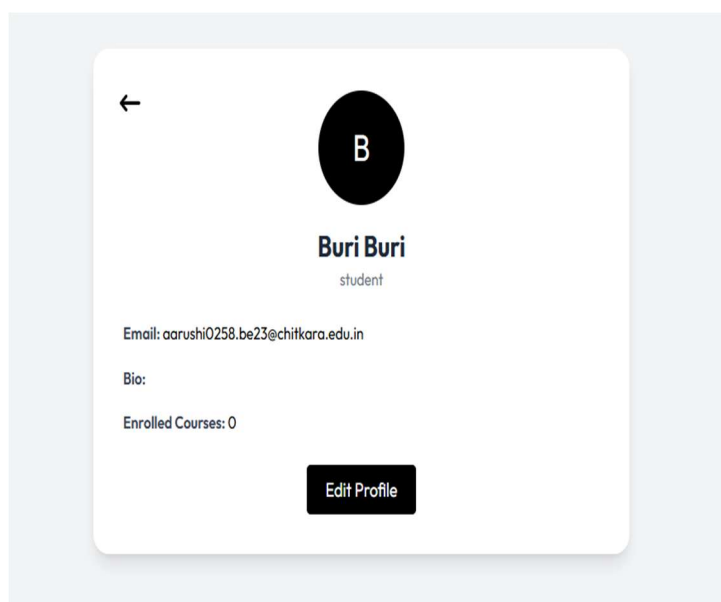 B
Buri Buri
student
Email: aarushi0258.be23@chitkara.edu.in
Bio:
Enrolled Courses: 0
Edit Profile